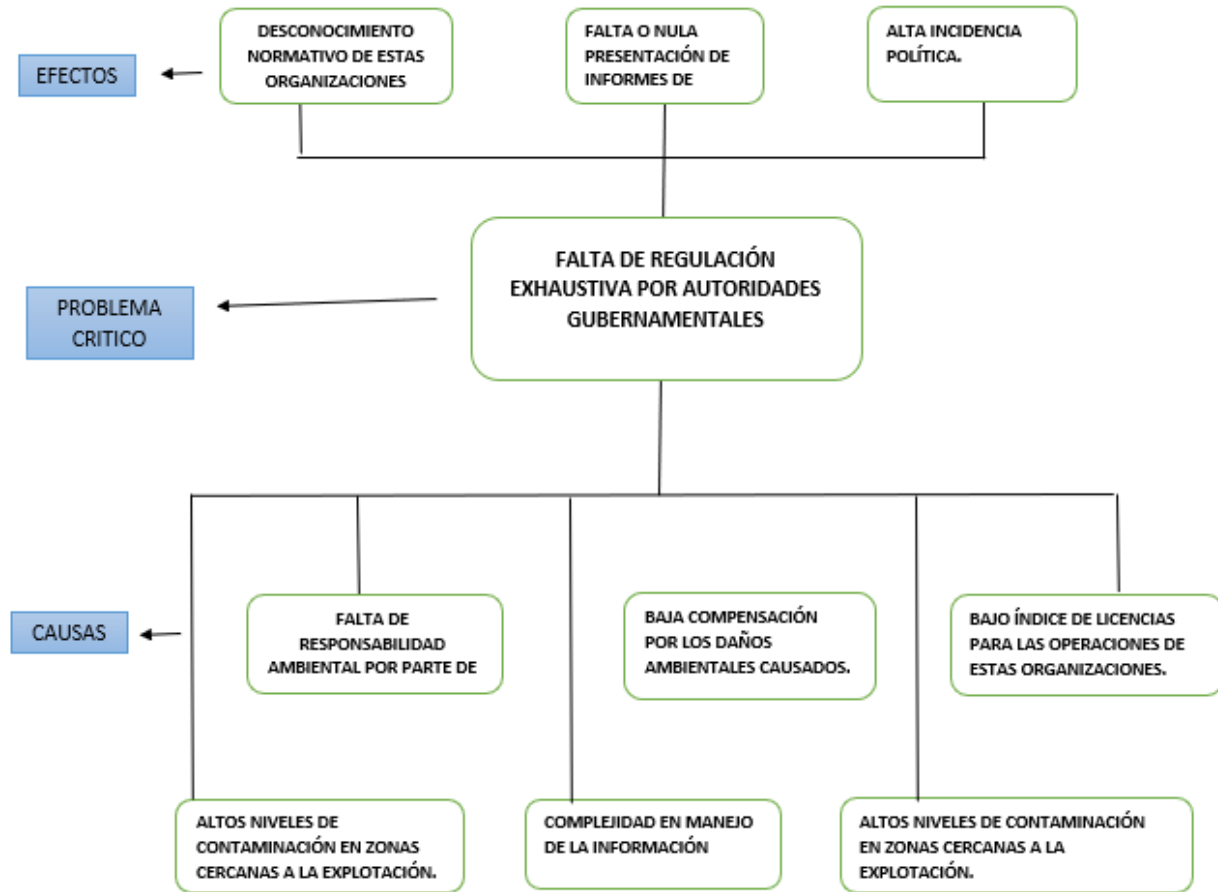 DESCONOCIMIENTO
NORMATIVO DE ESTAS
ORGANIZACIONES
FALTA O NULA
PRESENTACIÓN DE
INFORMES DE
ALTA INCIDENCIA
POLÍTICA.
EFECTOS
FALTA DE REGULACIÓN
EXHAUSTIVA POR AUTORIDADES
GUBERNAMENTALES
PROBLEMA
CRITICO
CAUSAS
FALTA DE
RESPONSABILIDAD
AMBIENTAL POR PARTE DE
BAJA COMPENSACIÓN
POR LOS DAÑOS
AMBIENTALES CAUSADOS.
BAJO ÍNDICE DE LICENCIAS
PARA LAS OPERACIONES DE
ESTAS ORGANIZACIONES.
ALTOS NIVELES DE
CONTAMINACIÓN EN ZONAS
CERCANAS A LA EXPLOTACIÓN.
COMPLEJIDAD EN MANEJO
DE LA INFORMACIÓN
ALTOS NIVELES DE CONTAMINACIÓN
EN ZONAS CERCANAS A LA
EXPLOTACIÓN.